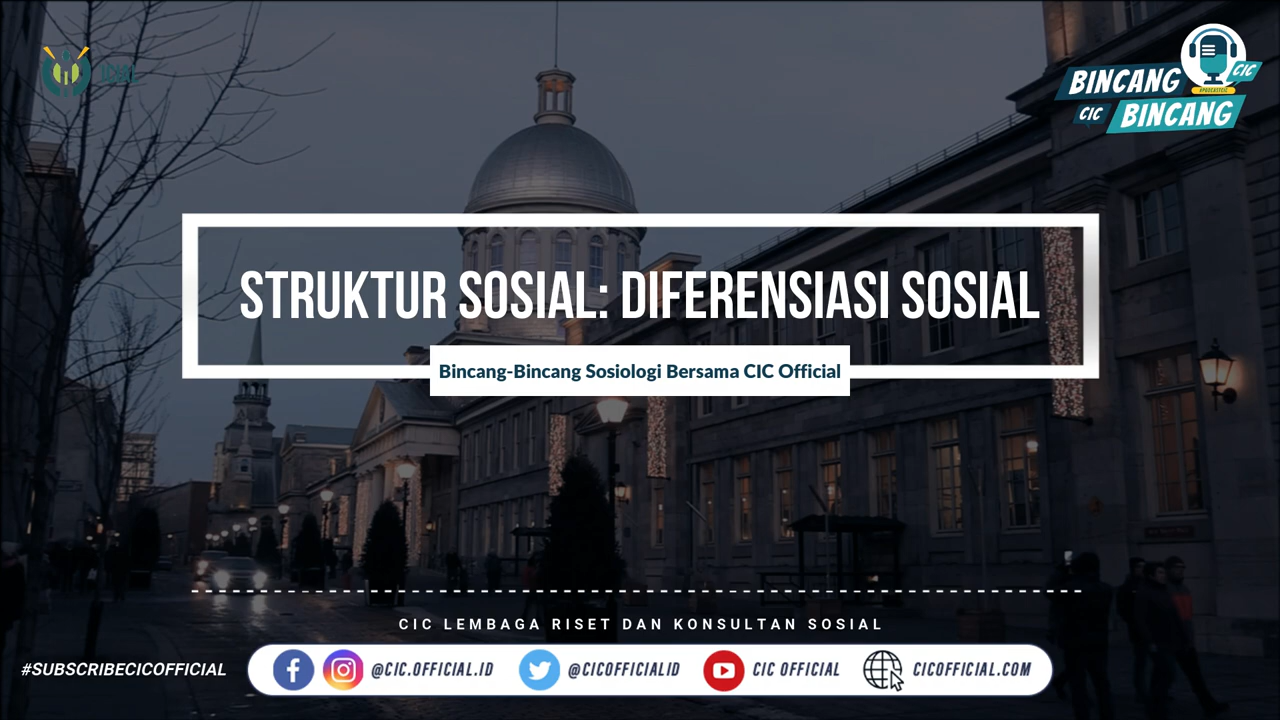 BINCANG CIC
#PODCASTCIC
CIC BINCANG
STRUKTUR SOSIAL: DIFERENSIASI SOSIAL
Bincang-Bincang Sosiologi Bersama CIC Official
CIC LEMBAGA RISET DAN KONSULTAN SOSIAL
#SUBSCRIBECICOFFICIAL
@CIC.OFFICIAL.ID
@CICOFFICIALID
CIC OFFICIAL
CICOFFICIAL.COM